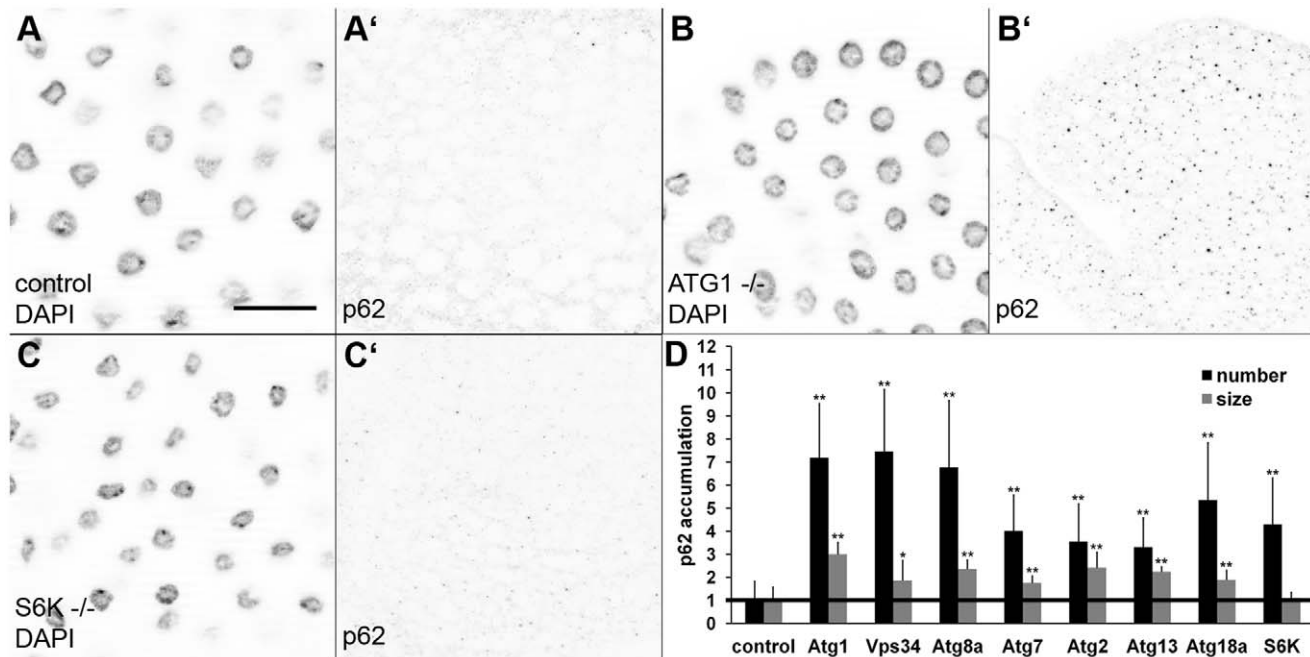 A
control
DAPI
A‘
p62
B
ATG1 -/-
DAPI
B‘
p62
C
S6K -/-
DAPI
C‘
p62
D
p62 accumulation
12
11
10
9
8
7
6
5
4
3
2
1
0
number
size
** ** ** ** ** ** ** **
** * ** ** ** ** **
control Atg1 Vps34 Atg8a Atg7 Atg2 Atg13 Atg18a S6K